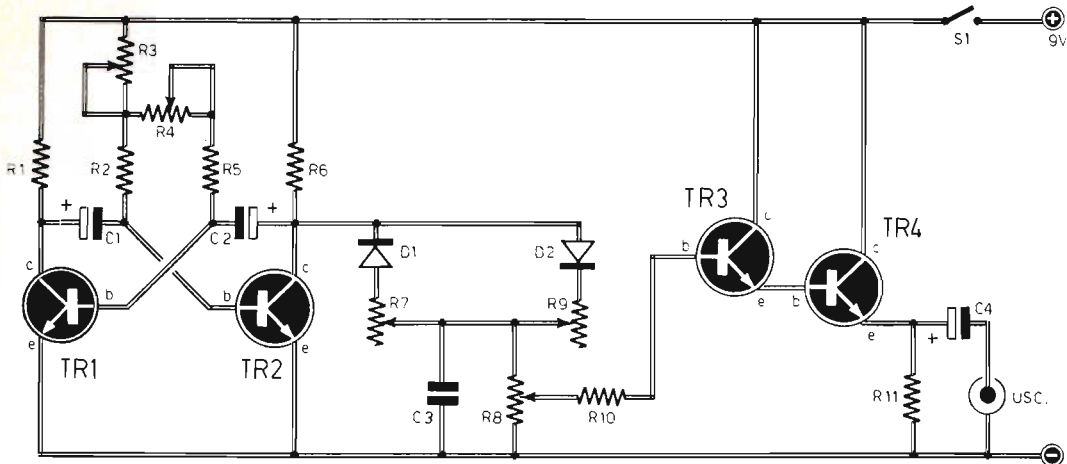 S1
9V
R3
R4
R1
R2
R5
R6
+
C1
C2
+
D1
D2
TR3
TR4
c
b
e
c
b
e
TR1
c
b
e
TR2
R7
R9
C3
R8
R10
c
b
e
c
b
e
+
C4
R11
USC.